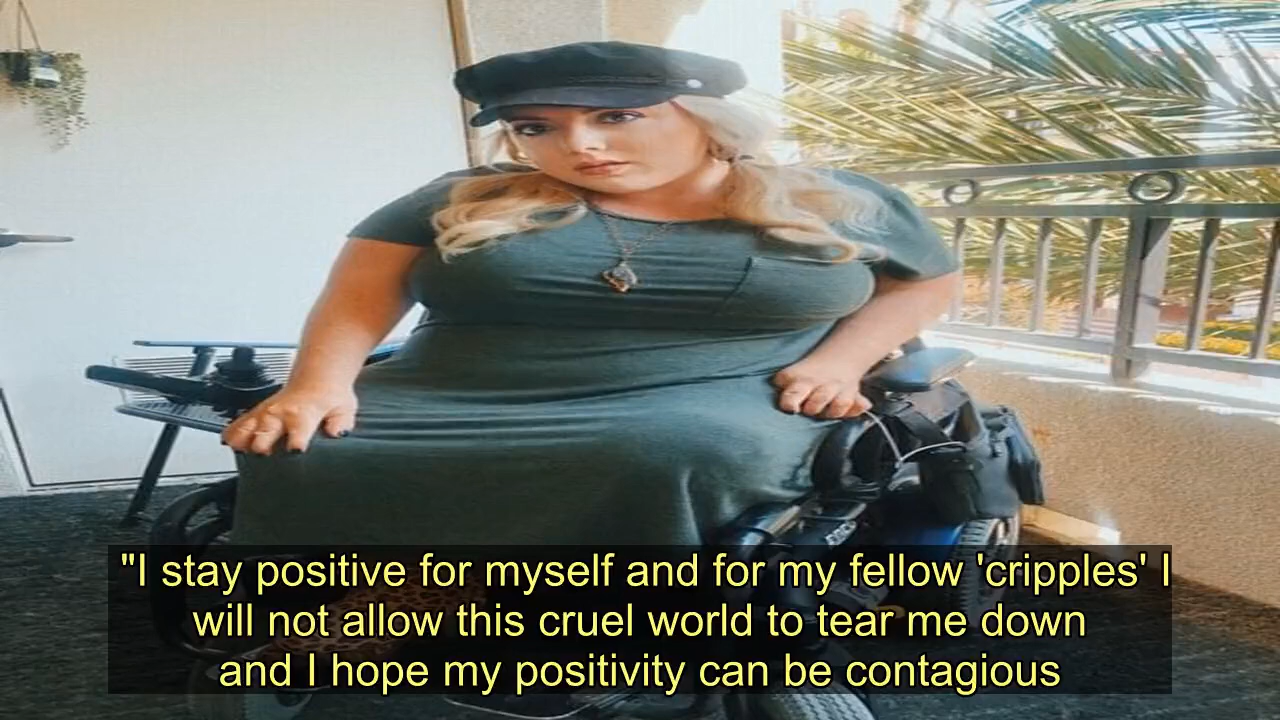 "I stay positive for myself and for my fellow 'cripples' I
will not allow this cruel world to tear me down
and I hope my positivity can be contagious